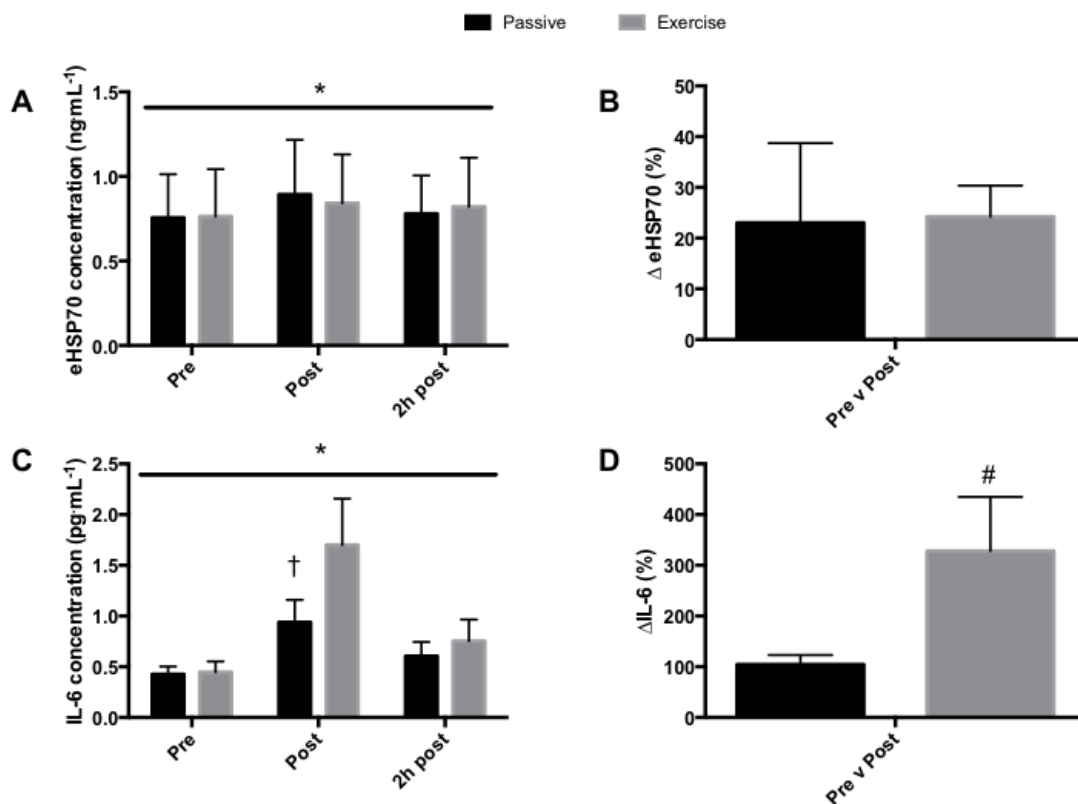 Passive Exercise
A
eHSP70 concentration (ng·mL⁻¹)
1.5
1.0
0.5
0.0
*
Pre
Post
2h post
B
Δ eHSP70 (%)
50
40
30
20
10
0
Pre v Post
C
IL-6 concentration (pg·mL⁻¹)
2.5
2.0
1.5
1.0
0.5
0.0
*
†
Pre
Post
2h post
D
ΔIL-6 (%)
500
400
300
200
100
0
#
Pre v Post